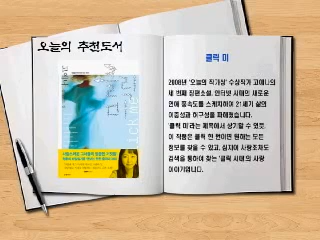 오늘의 추천도서
클릭 미
2008년 '오늘의 작가상' 수상작가 고예나의
세 번째 장편소설. 인터넷 시대의 새로운
연애 풍속도를 스케치하여 21세기 삶의
이중성과 허구성을 파헤쳤습니다.
'클릭 미'라는 제목에서 상기할 수 있듯,
이 작품은 클릭 한 번이면 원하는 모든
정보를 찾을 수 있고, 심지어 사랑조차도
검색을 통하여 찾는 '클릭 시대'의 사랑
이야기입니다.